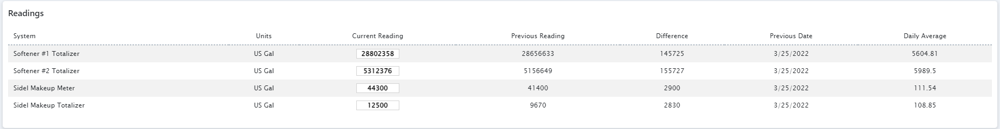 Readings
System Units Current Reading Previous Reading Difference Previous Date Daily Average
Softener #1 Totalizer US Gal 28802358 28656633 145725 3/25/2022 5604.81
Softener #2 Totalizer US Gal 5312376 5156649 155727 3/25/2022 5989.5
Sidel Makeup Meter US Gal 44300 41400 2900 3/25/2022 111.54
Sidel Makeup Totalizer US Gal 12500 9670 2830 3/25/2022 108.85